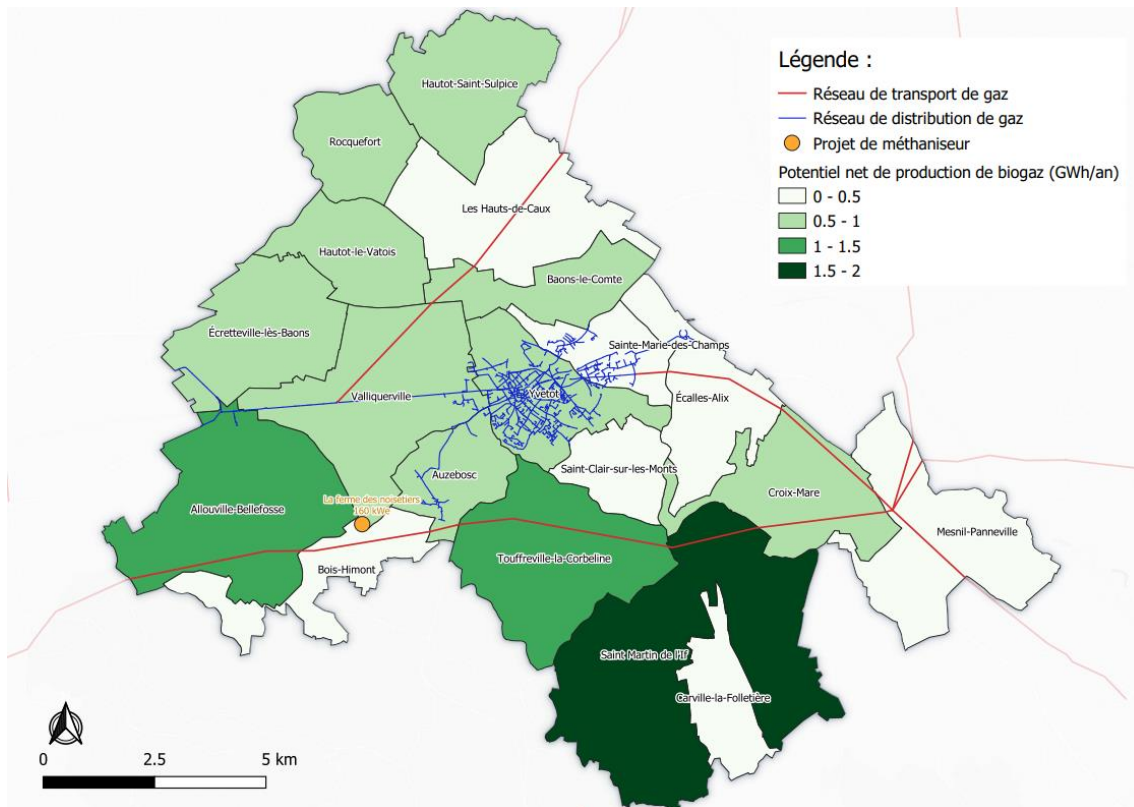 Légende :
Réseau de transport de gaz
Réseau de distribution de gaz
Projet de méthaniseur
Potentiel net de production de biogaz (GWh/an)
0 - 0.5
0.5 - 1
1 - 1.5
1.5 - 2
Hautot-Saint-Sulpice
Rocquefort
Les Hauts-de-Caux
Hautot-le-Vatois
Baons-le-Comte
Écretteville-lès-Baons
Sainte-Marie-des-Champs
Valliquerville
Yvetot
Écalles-Alix
Auzebosc
Saint-Clair-sur-les-Monts
Croix-Mare
La ferme des noisetiers
160 kWe
Allouville-Bellefosse
Mesnil-Panneville
Touffreville-la-Corbeline
Bois-Himont
Saint Martin de l'If
Carville-la-Folletière
0 2.5 5 km